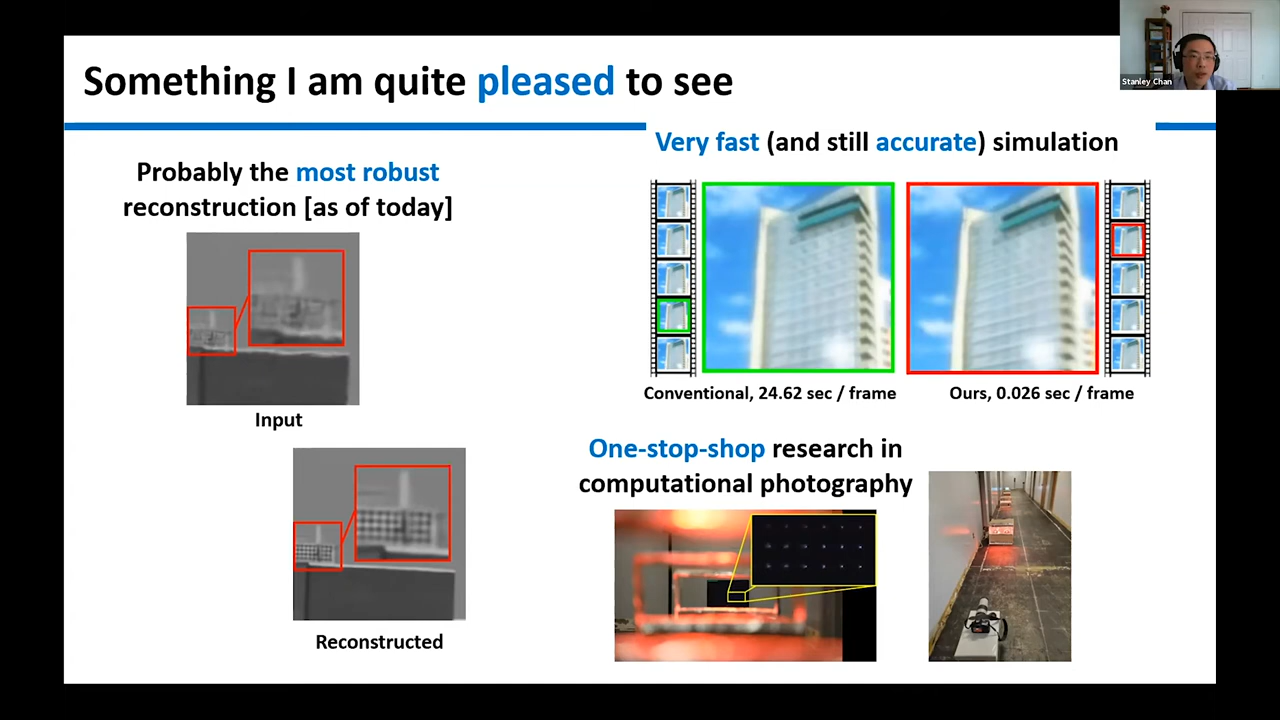 Something I am quite pleased to see
Stanley Chan
Probably the most robust
reconstruction [as of today]
Input
Reconstructed
Very fast (and still accurate) simulation
Conventional, 24.62 sec / frame
Ours, 0.026 sec / frame
One-stop-shop research in
computational photography